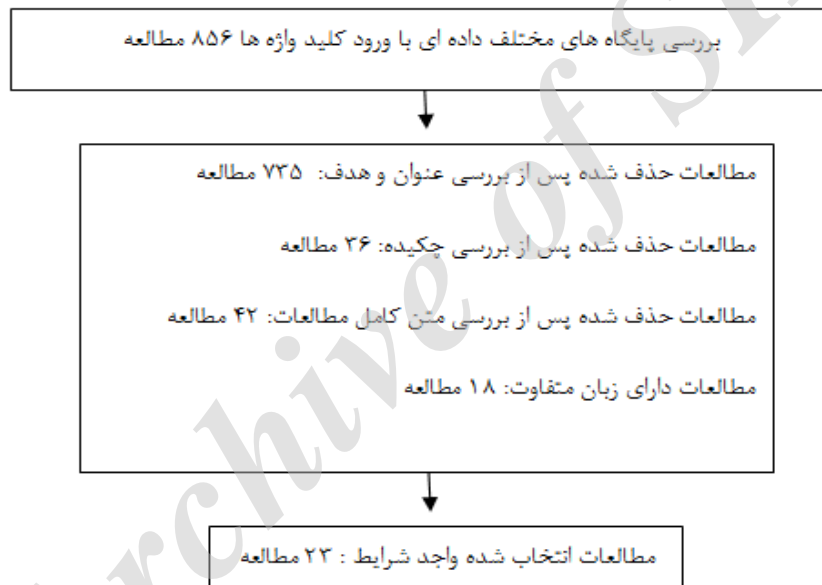 بررسی پایگاه های مختلف داده ای با ورود کلید واژه ها ۸۵۶ مطالعه
مطالعات حذف شده پس از بررسی عنوان و هدف: ۷۳۵ مطالعه
مطالعات حذف شده پس از بررسی چکیده: ۳۶ مطالعه
مطالعات حذف شده پس از بررسی متن کامل مطالعات: ۴۲ مطالعه
مطالعات دارای زبان متفاوت: ۱۸ مطالعه
مطالعات انتخاب شده واجد شرایط : ۲۳ مطالعه
rchive of S